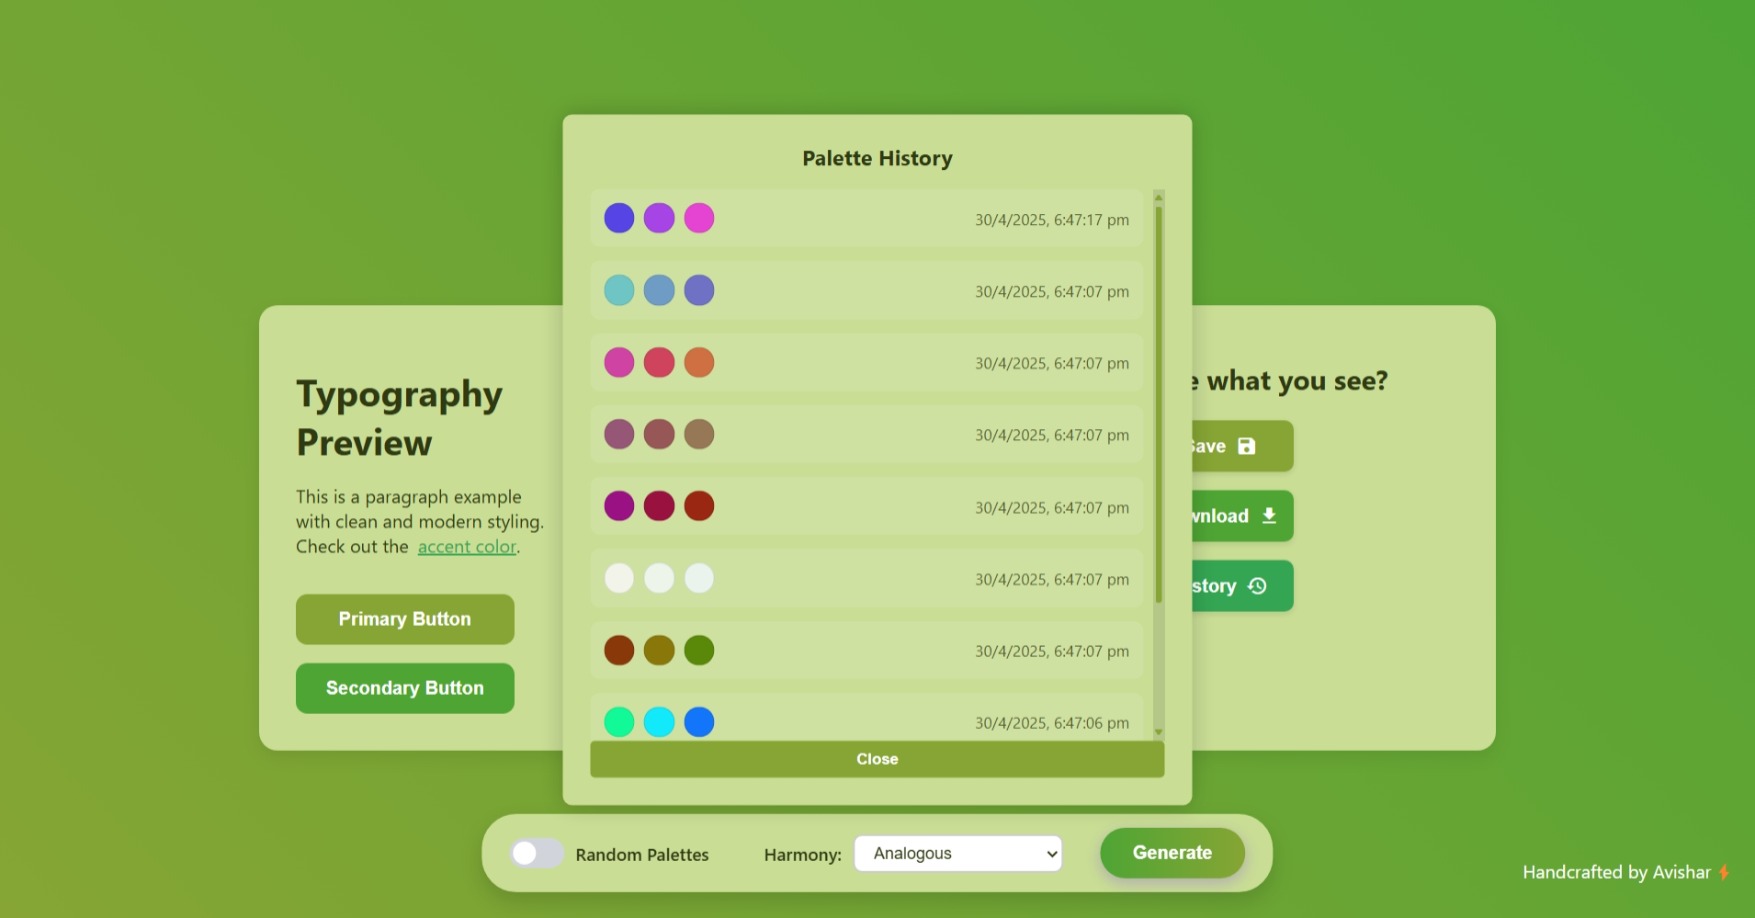 Palette History
30/4/2025, 6:47:17 pm
30/4/2025, 6:47:07 pm
30/4/2025, 6:47:07 pm
30/4/2025, 6:47:07 pm
30/4/2025, 6:47:07 pm
30/4/2025, 6:47:07 pm
30/4/2025, 6:47:07 pm
30/4/2025, 6:47:06 pm
Close
Typography
Preview
This is a paragraph example
with clean and modern styling.
Check out the accent color.
Primary Button
Secondary Button
what you see?
Save
wnload
story
Random Palettes
Harmony:
Analogous
Generate
Handcrafted by Avishar